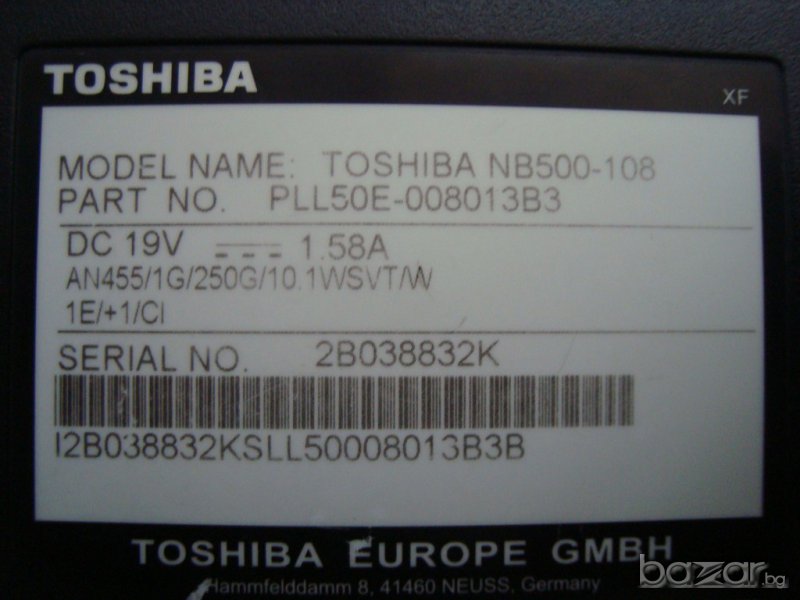 TOSHIBA
XF
MODEL NAME: TOSHIBA NB500-108
PART NO. PLL50E-008013B3
DC 19V 1.58A
AN455/1G/250G/10.1WSVT/W
1E/+1/CI
SERIAL NO. 2B038832K
I2B038832KSLL50008013B3B
TOSHIBA EUROPE GMBH
Hammfelddamm 8, 41460 NEUSS, Germany
bazar.bg